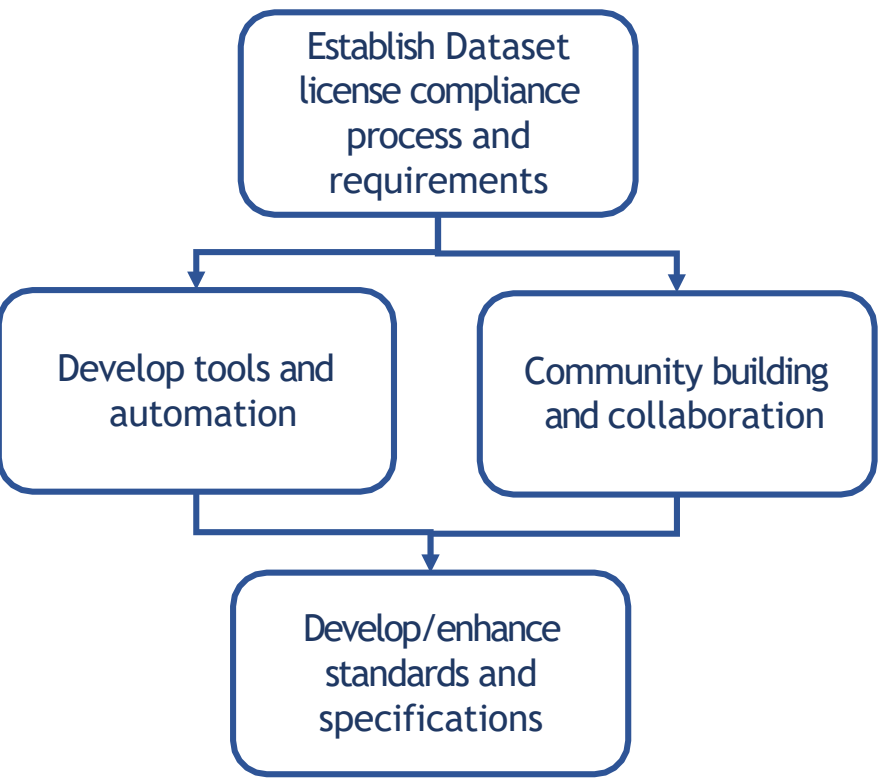 Establish Dataset
license compliance
process and
requirements
Develop tools and
automation
Community building
and collaboration
Develop/enhance
standards and
specifications